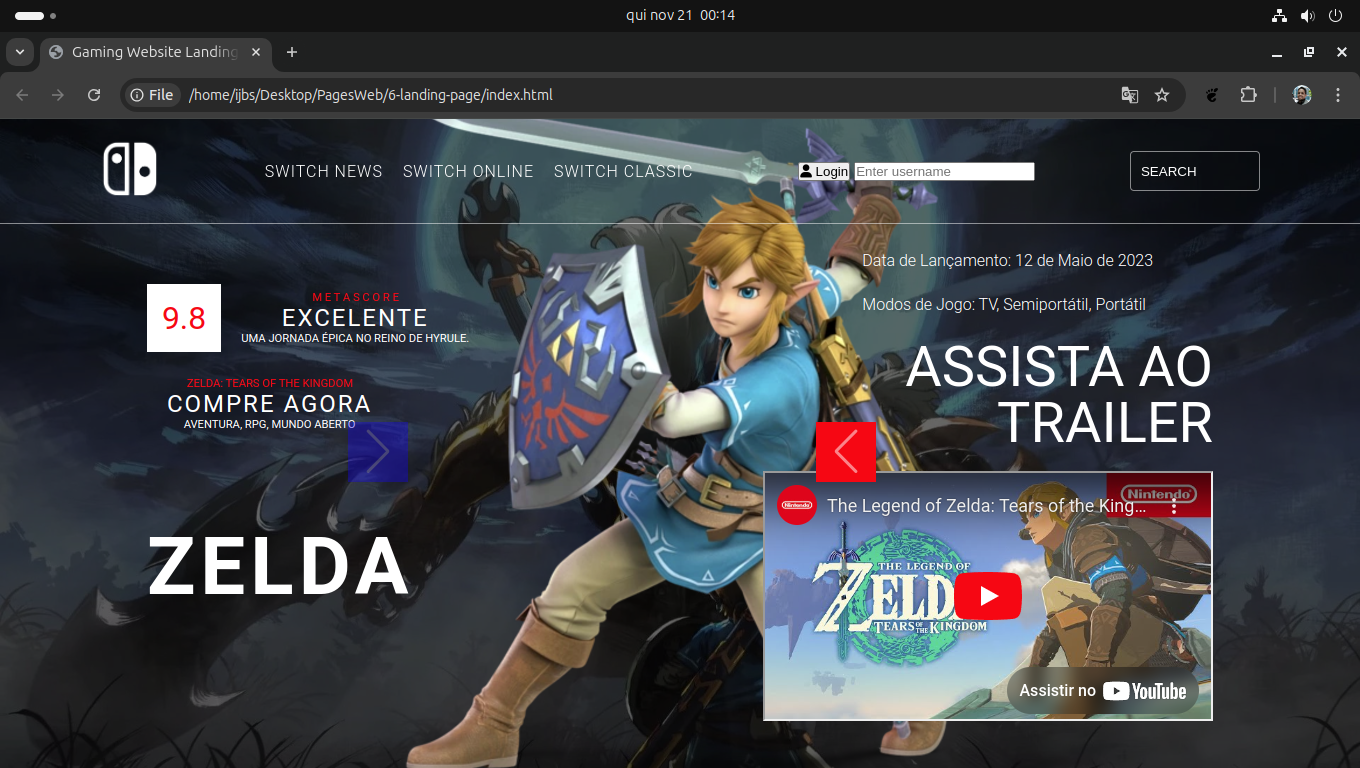 qui nov 21 00:14
Gaming Website Landing
File /home/ijbs/Desktop/PagesWeb/6-landing-page/index.html
SWITCH NEWS SWITCH ONLINE SWITCH CLASSIC Login Enter username SEARCH
Data de Lançamento: 12 de Maio de 2023
Modos de Jogo: TV, Semiportátil, Portátil
9.8
METASCORE
EXCELENTE
UMA JORNADA ÉPICA NO REINO DE HYRULE.
ZELDA: TEARS OF THE KINGDOM
COMPRE AGORA
AVENTURA, RPG, MUNDO ABERTO
ZELDA
ASSISTA AO
TRAILER
Nintendo
The Legend of Zelda: Tears of the King...
Nintendo
THE LEGEND OF
ZELDA
TEARS OF THE KINGDOM
Assistir no YouTube